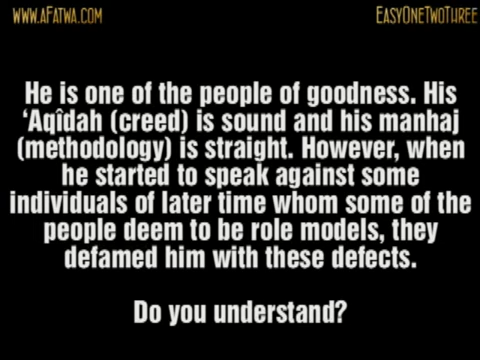 www.aFatwa.com
EasyOneTwoThree
He is one of the people of goodness. His
‘Aqîdah (creed) is sound and his manhaj
(methodology) is straight. However, when
he started to speak against some
individuals of later time whom some of the
people deem to be role models, they
defamed him with these defects.
Do you understand?